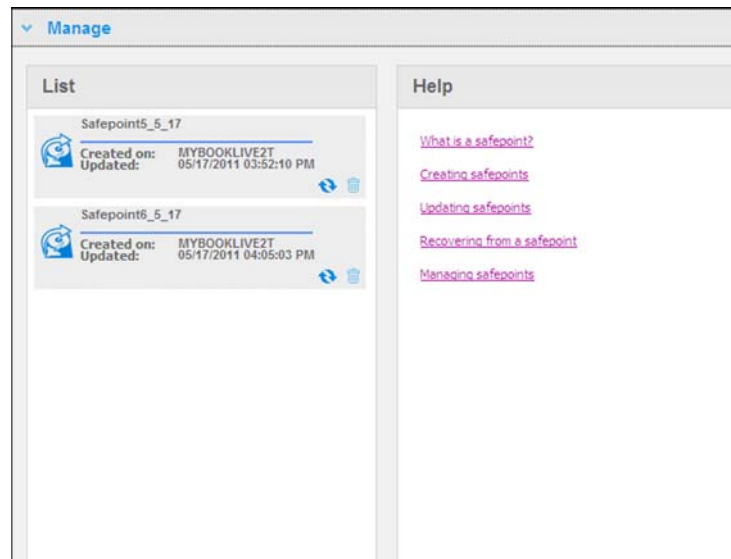 Manage
List
Safepoint5_5_17
Created on: MYBOOKLIVE2T
Updated: 05/17/2011 03:52:10 PM
Safepoint6_5_17
Created on: MYBOOKLIVE2T
Updated: 05/17/2011 04:05:03 PM
Help
What is a safepoint?
Creating safepoints
Updating safepoints
Recovering from a safepoint
Managing safepoints